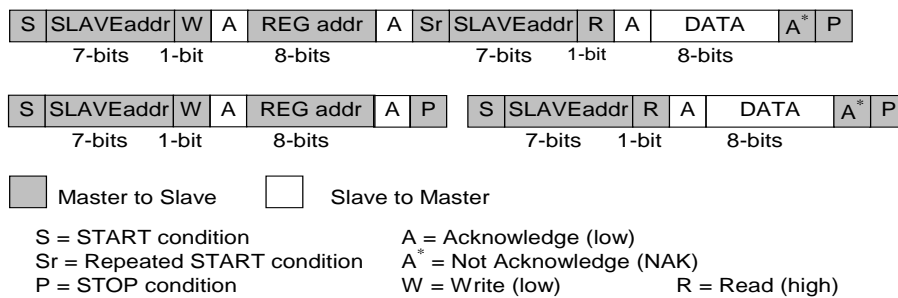 S SLAVEaddr W A REG addr A Sr SLAVEaddr R A DATA A* P
7-bits 1-bit 8-bits 7-bits 1-bit 8-bits
S SLAVEaddr W A REG addr A P S SLAVEaddr R A DATA A* P
7-bits 1-bit 8-bits 7-bits 1-bit 8-bits
Master to Slave Slave to Master
S = START condition A = Acknowledge (low)
Sr = Repeated START condition A* = Not Acknowledge (NAK)
P = STOP condition W = Write (low) R = Read (high)